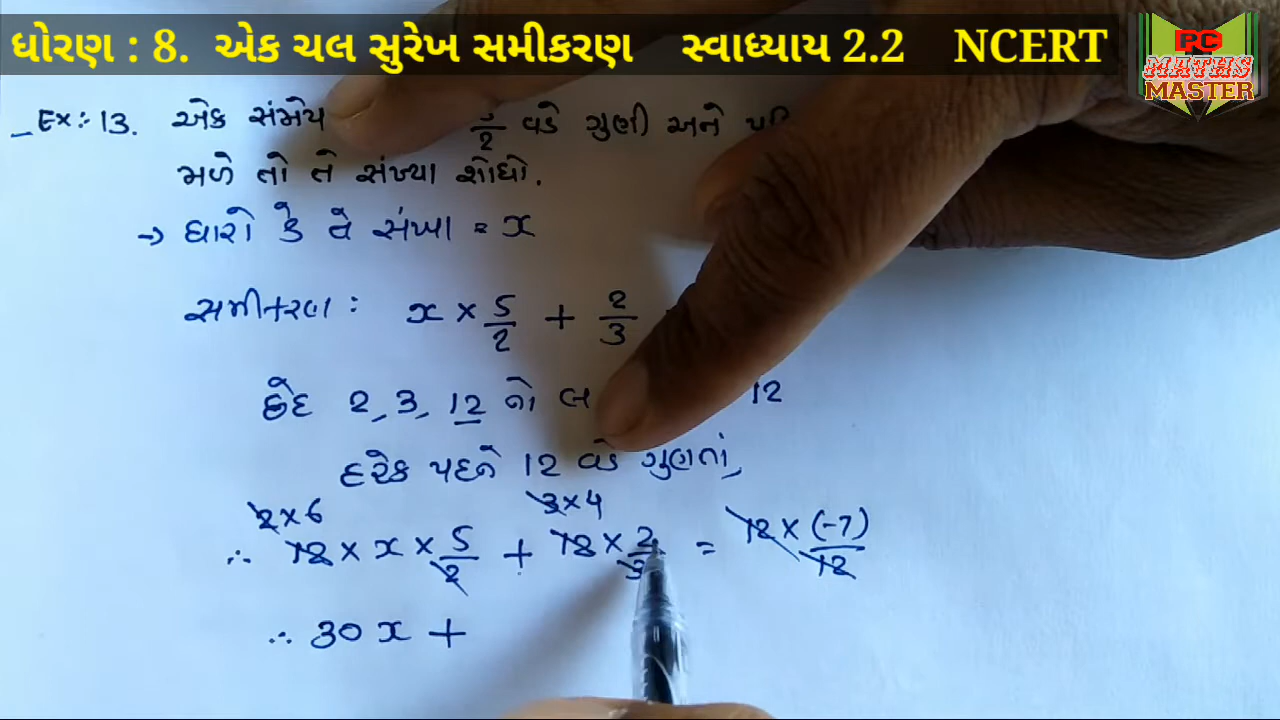 ધોરણ : 8. એક ચલ સુરેખ સમીકરણ સ્વાધ્યાય 2.2 NCERT
PC
MATHS
MASTER
Ex:- 13. એક સંમેય 5/2 વડે ગુણી અને
મળે તો તે સંખ્યા શોધો.
→ ધારો કે તે સંખ્યા = x
સમીકરણ : x × 5/2 + 2/3
છેદ 2, 3, 12 નો લ 12
દરેક પદને 12 વડે ગુણતાં,
2×6 3×4
∴ 12 × x × 5/2 + 12 × 2/3 = 12 × (-7)/12
∴ 30 x +